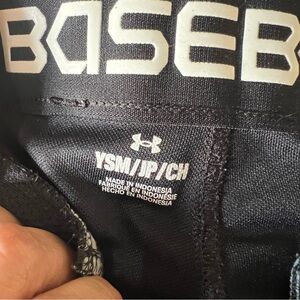 BASEB
YSM/JP/CH
MADE IN INDONESIA
FABRIQUÉ EN INDONÉSIE
HECHO EN INDONESIA